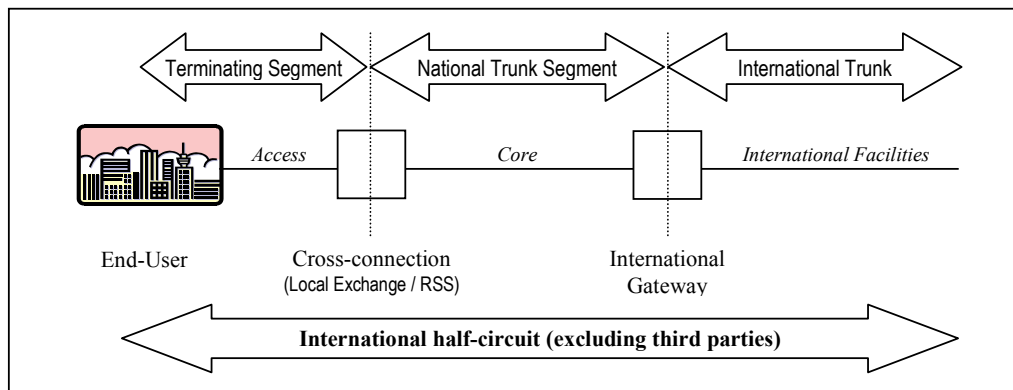 Terminating Segment National Trunk Segment International Trunk
Access Core International Facilities
End-User Cross-connection International
(Local Exchange / RSS) Gateway
International half-circuit (excluding third parties)